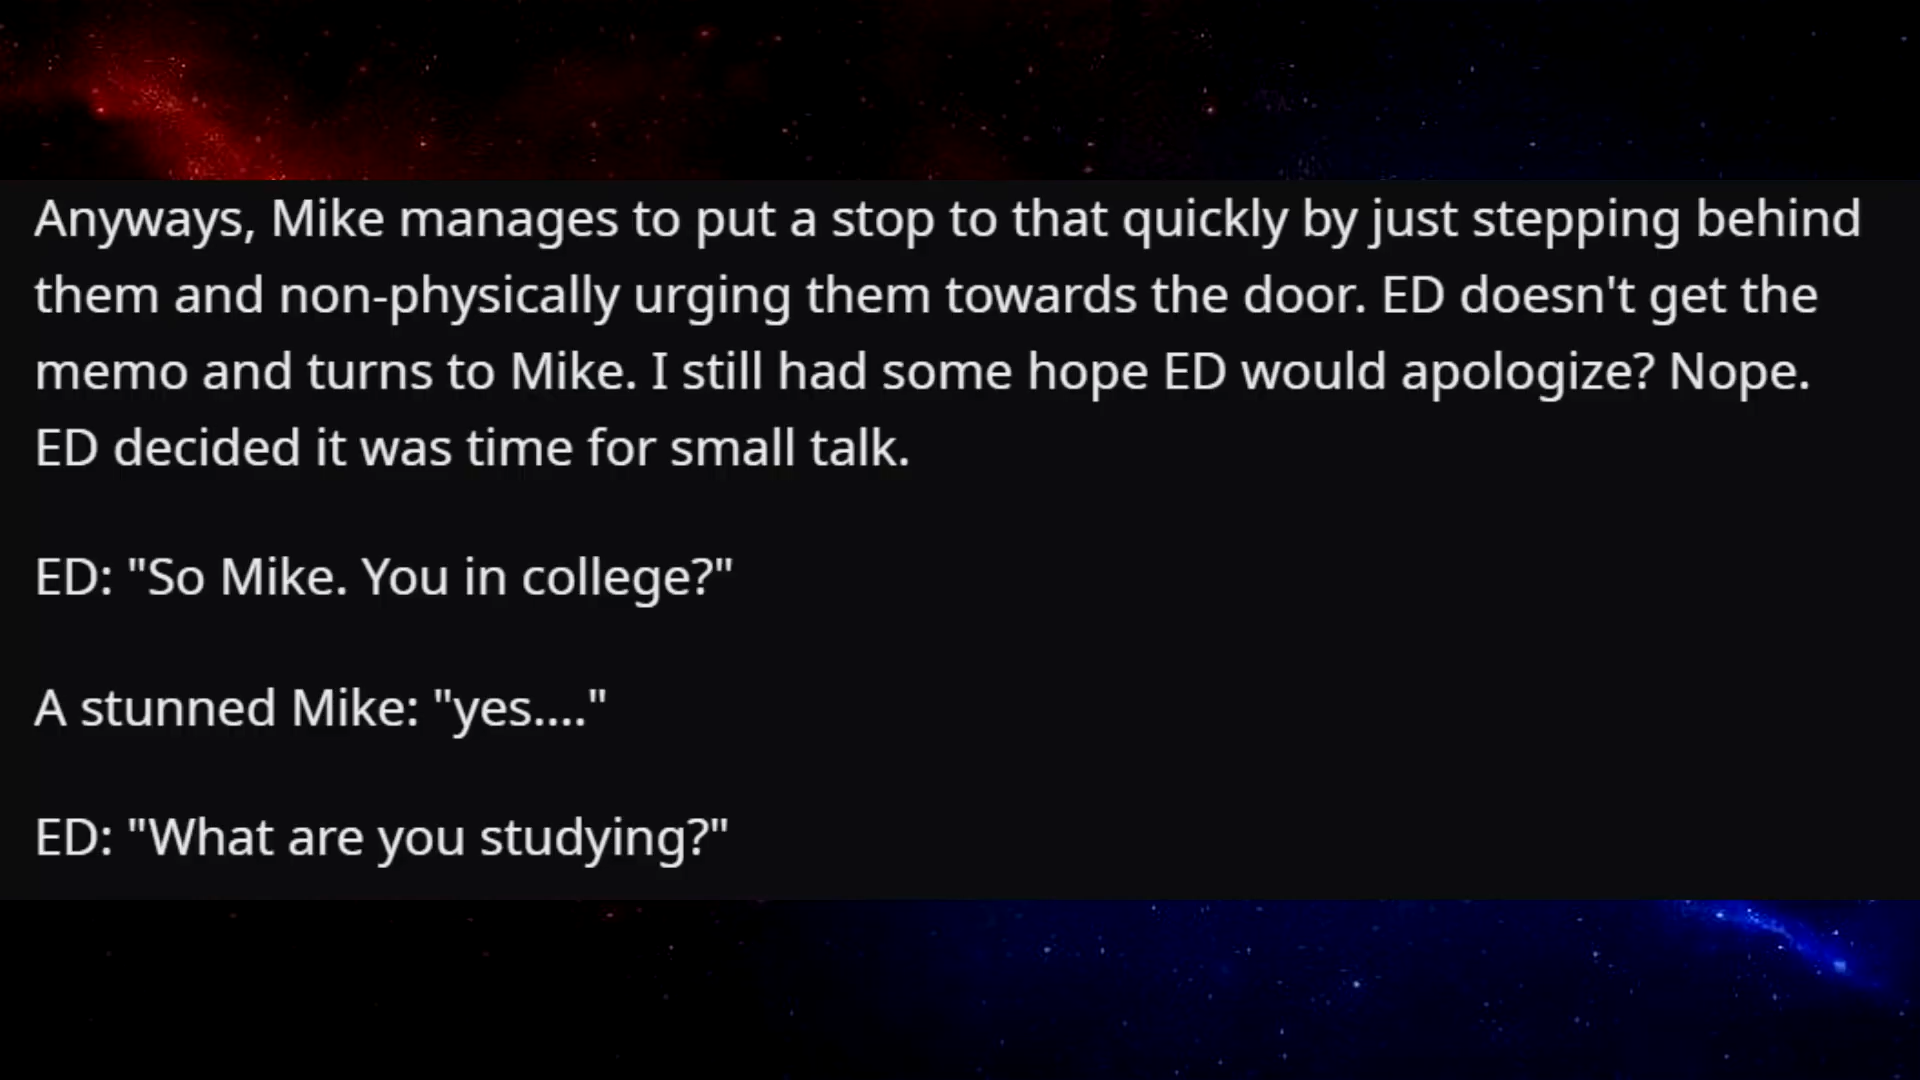 Anyways, Mike manages to put a stop to that quickly by just stepping behind
them and non-physically urging them towards the door. ED doesn't get the
memo and turns to Mike. I still had some hope ED would apologize? Nope.
ED decided it was time for small talk.
ED: "So Mike. You in college?"
A stunned Mike: "yes...."
ED: "What are you studying?"